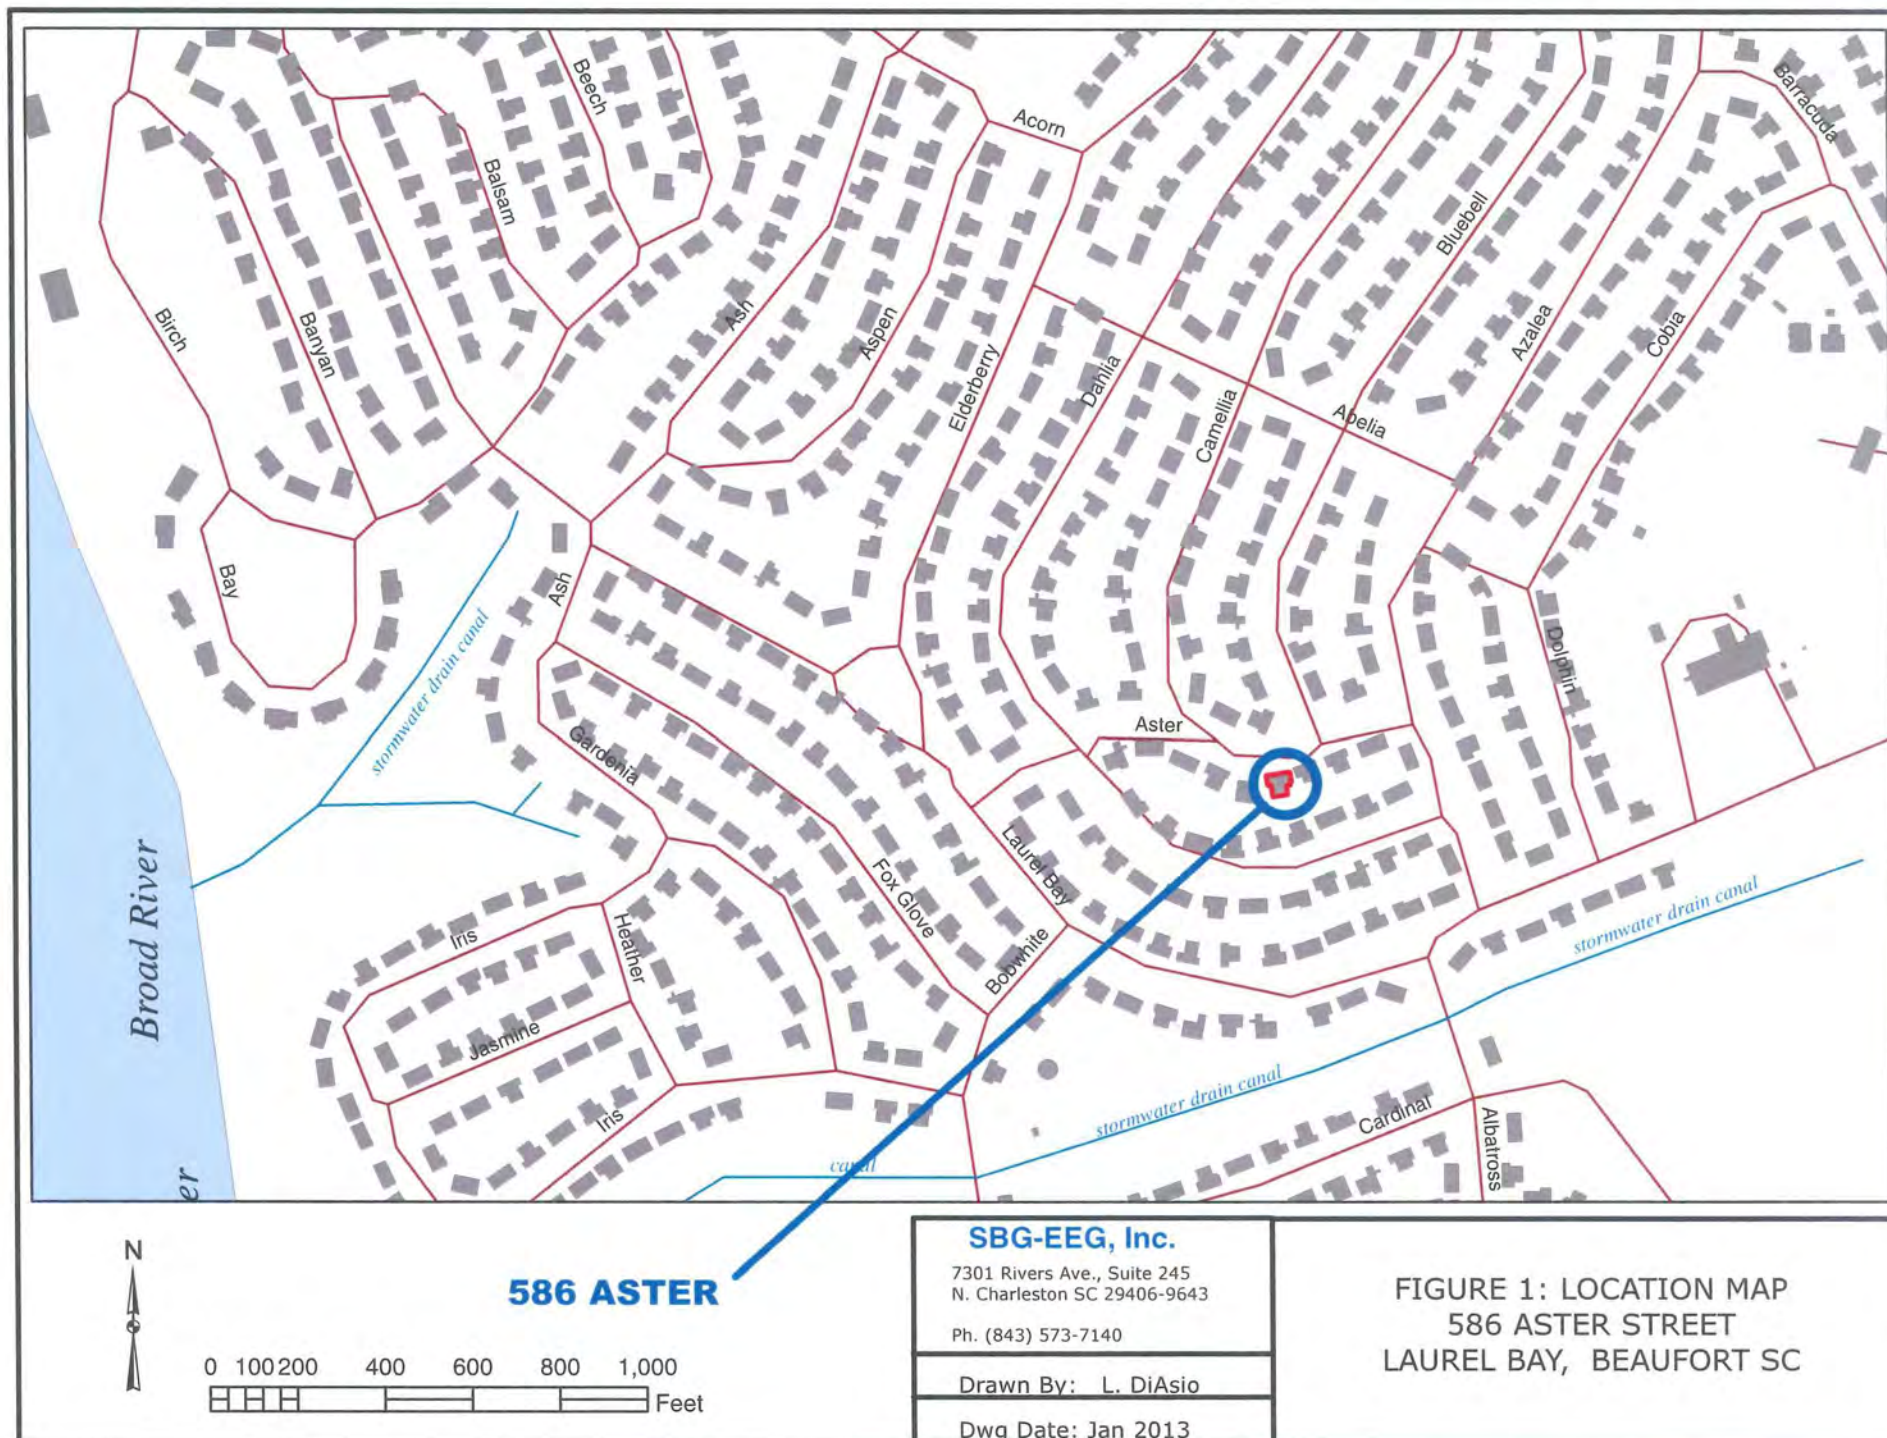 Beech
Barracuda
Acorn
Balsam
Bluebell
Birch
Banyan
Ash
Aspen
Azalea
Cobia
Elderberry
Dahlia
Camellia
Abelia
Bay
Ash
stormwater drain canal
Dolphin
Gardenia
Aster
Laurel Bay
Fox Glove
Broad River
Iris
Heather
Bobwhite
stormwater drain canal
Jasmine
stormwater drain canal
Iris
Cardinal
Albatross
canal
er
N
586 ASTER
0 100 200 400 600 800 1,000
Feet
SBG-EEG, Inc.
7301 Rivers Ave., Suite 245
N. Charleston SC 29406-9643
Ph. (843) 573-7140
Drawn By: L. DiAsio
Dwg Date: Jan 2013
FIGURE 1: LOCATION MAP
586 ASTER STREET
LAUREL BAY, BEAUFORT SC